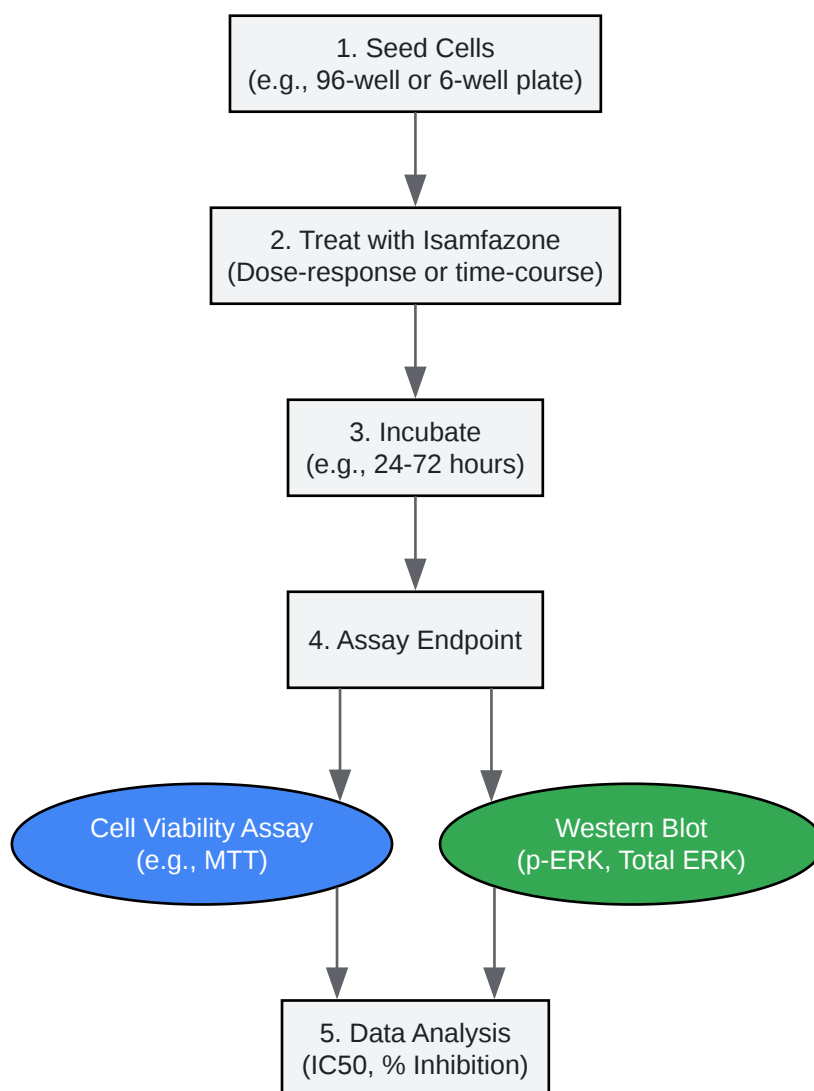 1. Seed Cells
(e.g., 96-well or 6-well plate)
2. Treat with Isamfazone
(Dose-response or time-course)
3. Incubate
(e.g., 24-72 hours)
4. Assay Endpoint
Cell Viability Assay
(e.g., MTT)
Western Blot
(p-ERK, Total ERK)
5. Data Analysis
(IC50, % Inhibition)